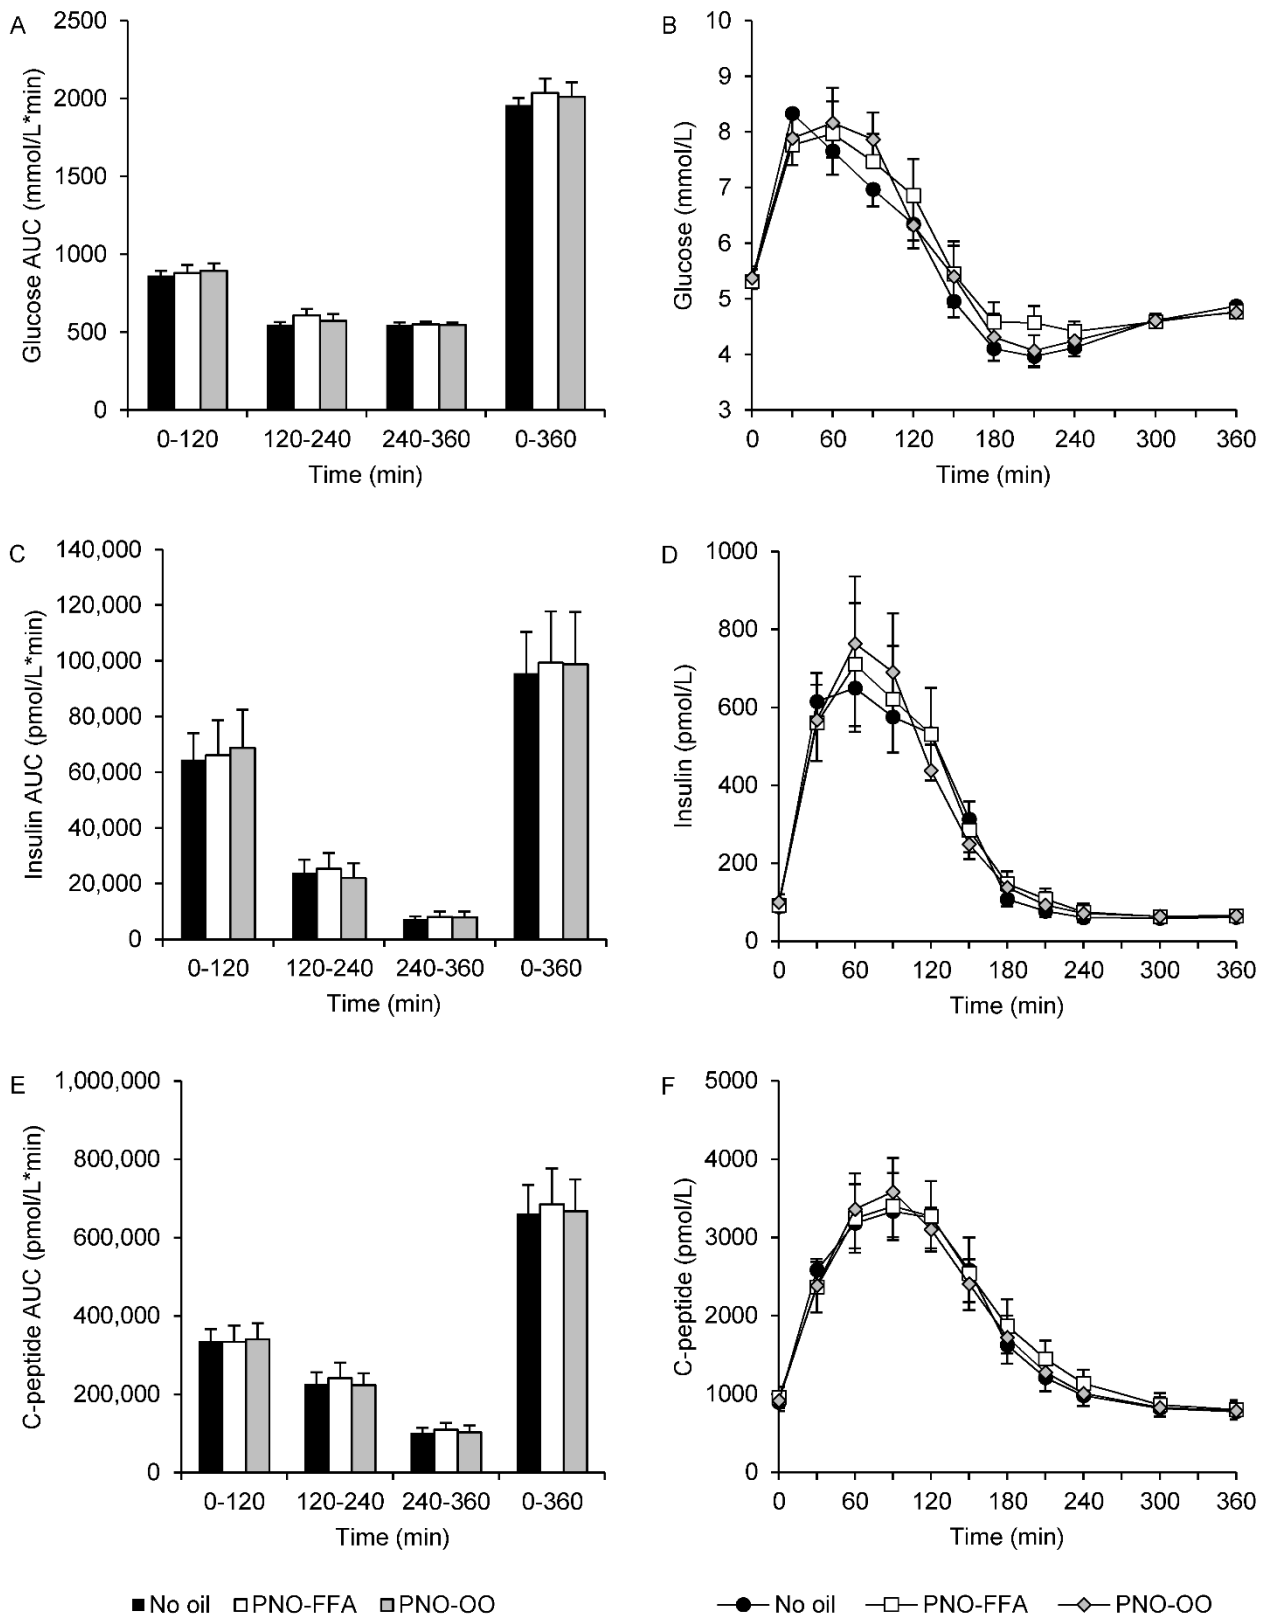 A
Glucose AUC (mmol/L*min)
2500
2000
1500
1000
500
0
0-120 120-240 240-360 0-360
Time (min)
B
Glucose (mmol/L)
10
9
8
7
6
5
4
3
0 60 120 180 240 300 360
Time (min)
C
Insulin AUC (pmol/L*min)
140,000
120,000
100,000
80,000
60,000
40,000
20,000
0
0-120 120-240 240-360 0-360
Time (min)
D
Insulin (pmol/L)
1000
800
600
400
200
0
0 60 120 180 240 300 360
Time (min)
E
C-peptide AUC (pmol/L*min)
1,000,000
800,000
600,000
400,000
200,000
0
0-120 120-240 240-360 0-360
Time (min)
F
C-peptide (pmol/L)
5000
4000
3000
2000
1000
0
0 60 120 180 240 300 360
Time (min)
No oil PNO-FFA PNO-OO
No oil PNO-FFA PNO-OO